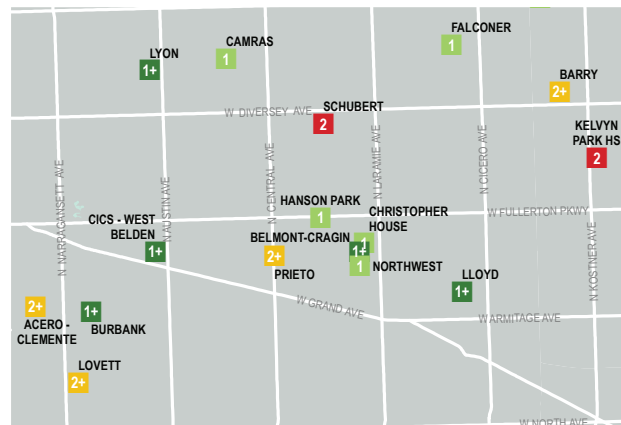 FALCONER
1
CAMRAS
1
LYON
1+
BARRY
2+
W DIVERSEY AVE
SCHUBERT
2
KELVYN
PARK HS
2
N NARRAGANSETT AVE
N AUSTIN AVE
N CENTRAL AVE
N LARAMIE AVE
N CICERO AVE
N KOSTNER AVE
HANSON PARK
1
CHRISTOPHER
HOUSE
1
W FULLERTON PKWY
CICS - WEST
BELDEN
1+
BELMONT-CRAGIN
1+
2+
PRIETO
1
NORTHWEST
LLOYD
1+
W GRAND AVE
W ARMITAGE AVE
2+
ACERO -
CLEMENTE
1+
BURBANK
LOVETT
2+
W NORTH AVE